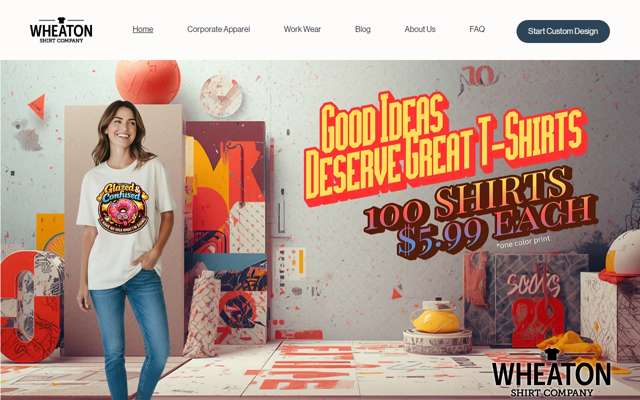 WHEATON
SHIRT COMPANY
Home
Corporate Apparel
Work Wear
Blog
About Us
FAQ
Start Custom Design
Good Ideas
Deserve Great T-Shirts
100 SHIRTS
$5.99 EACH
*one color print
Glazed &
Confused
WHEATON
SHIRT COMPANY